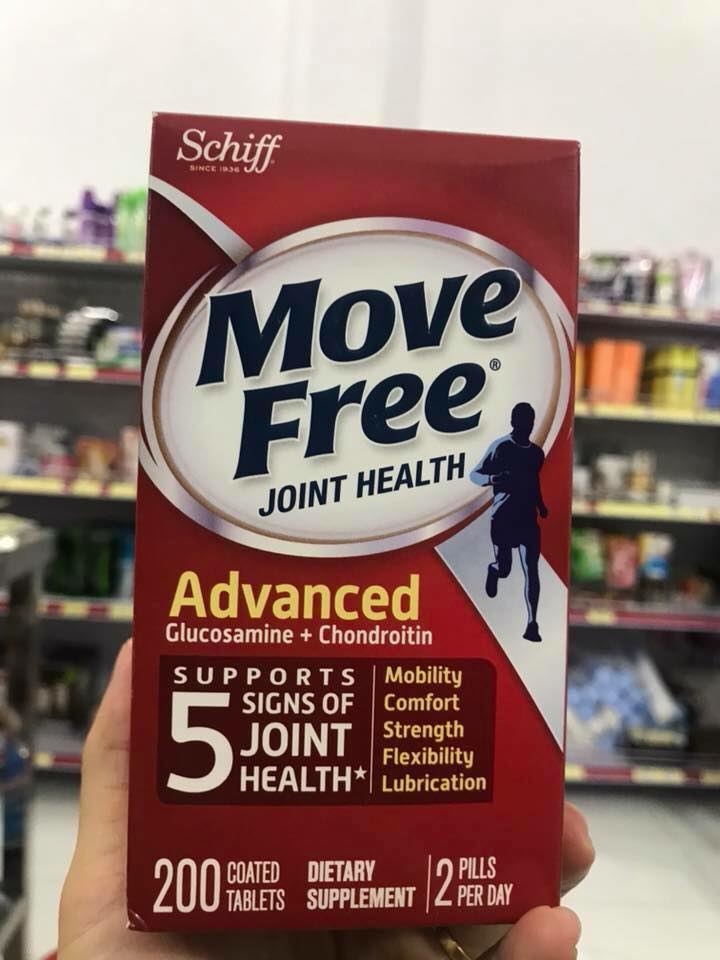 Schiff
SINCE 1936
Move
Free®
JOINT HEALTH
Advanced
Glucosamine + Chondroitin
SUPPORTS
5 SIGNS OF
JOINT
HEALTH★
Mobility
Comfort
Strength
Flexibility
Lubrication
200 COATED
TABLETS
DIETARY
SUPPLEMENT
2 PILLS
PER DAY